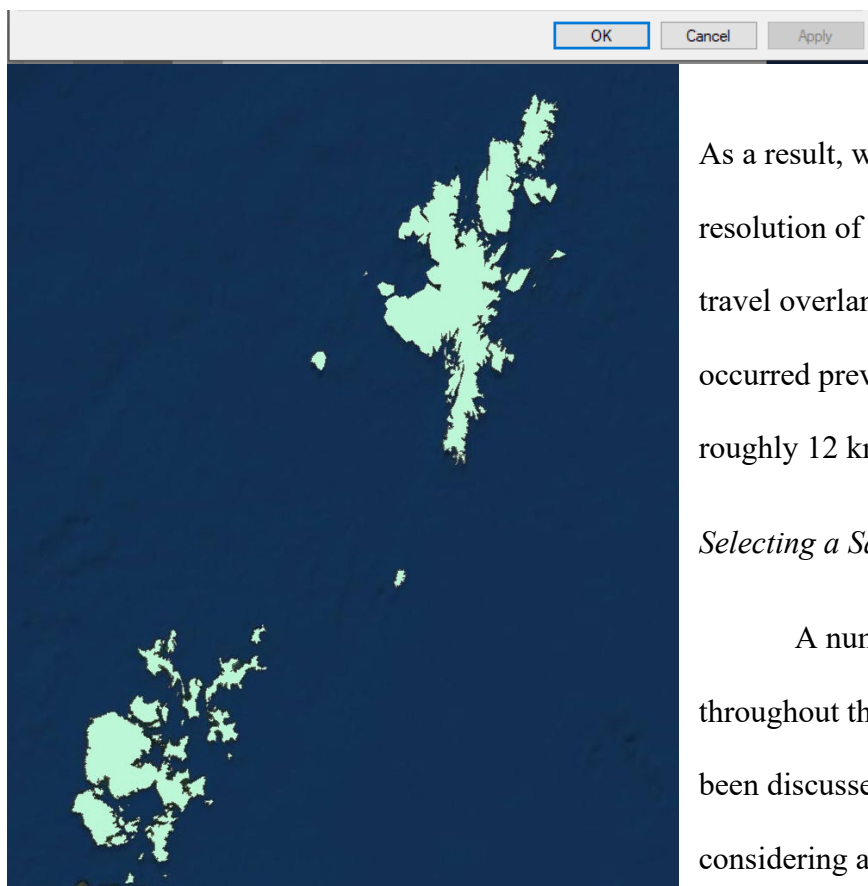 OK Cancel Apply
As a result, w
resolution of
travel overlan
occurred prev
roughly 12 kr
Selecting a Sa
A nun
throughout th
been discusse
considering a